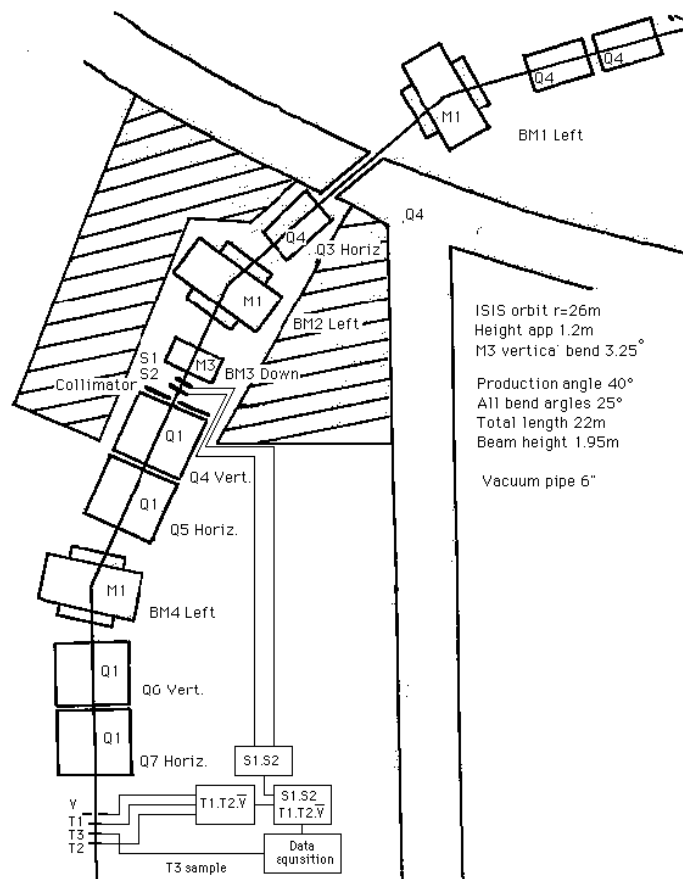 Q4
Q4
M1
BM1 Left
Q4
Q4
Q3 Horiz
M1
BM2 Left
ISIS orbit r=26m
Height app 1.2m
M3 vertical bend 3.25°
Production angle 40°
All bend angles 25°
Total length 22m
Beam height 1.95m
Vacuum pipe 6"
S1
S2
M3
BM3 Down
Collimator
Q1
Q4 Vert.
Q1
Q5 Horiz.
M1
BM4 Left
Q1
Q6 Vert.
Q1
Q7 Horiz.
S1.S2
V
T1
T3
T2
T1.T2.V̅
S1.S2
T1.T2.V̅
Data
aquisition
T3 sample